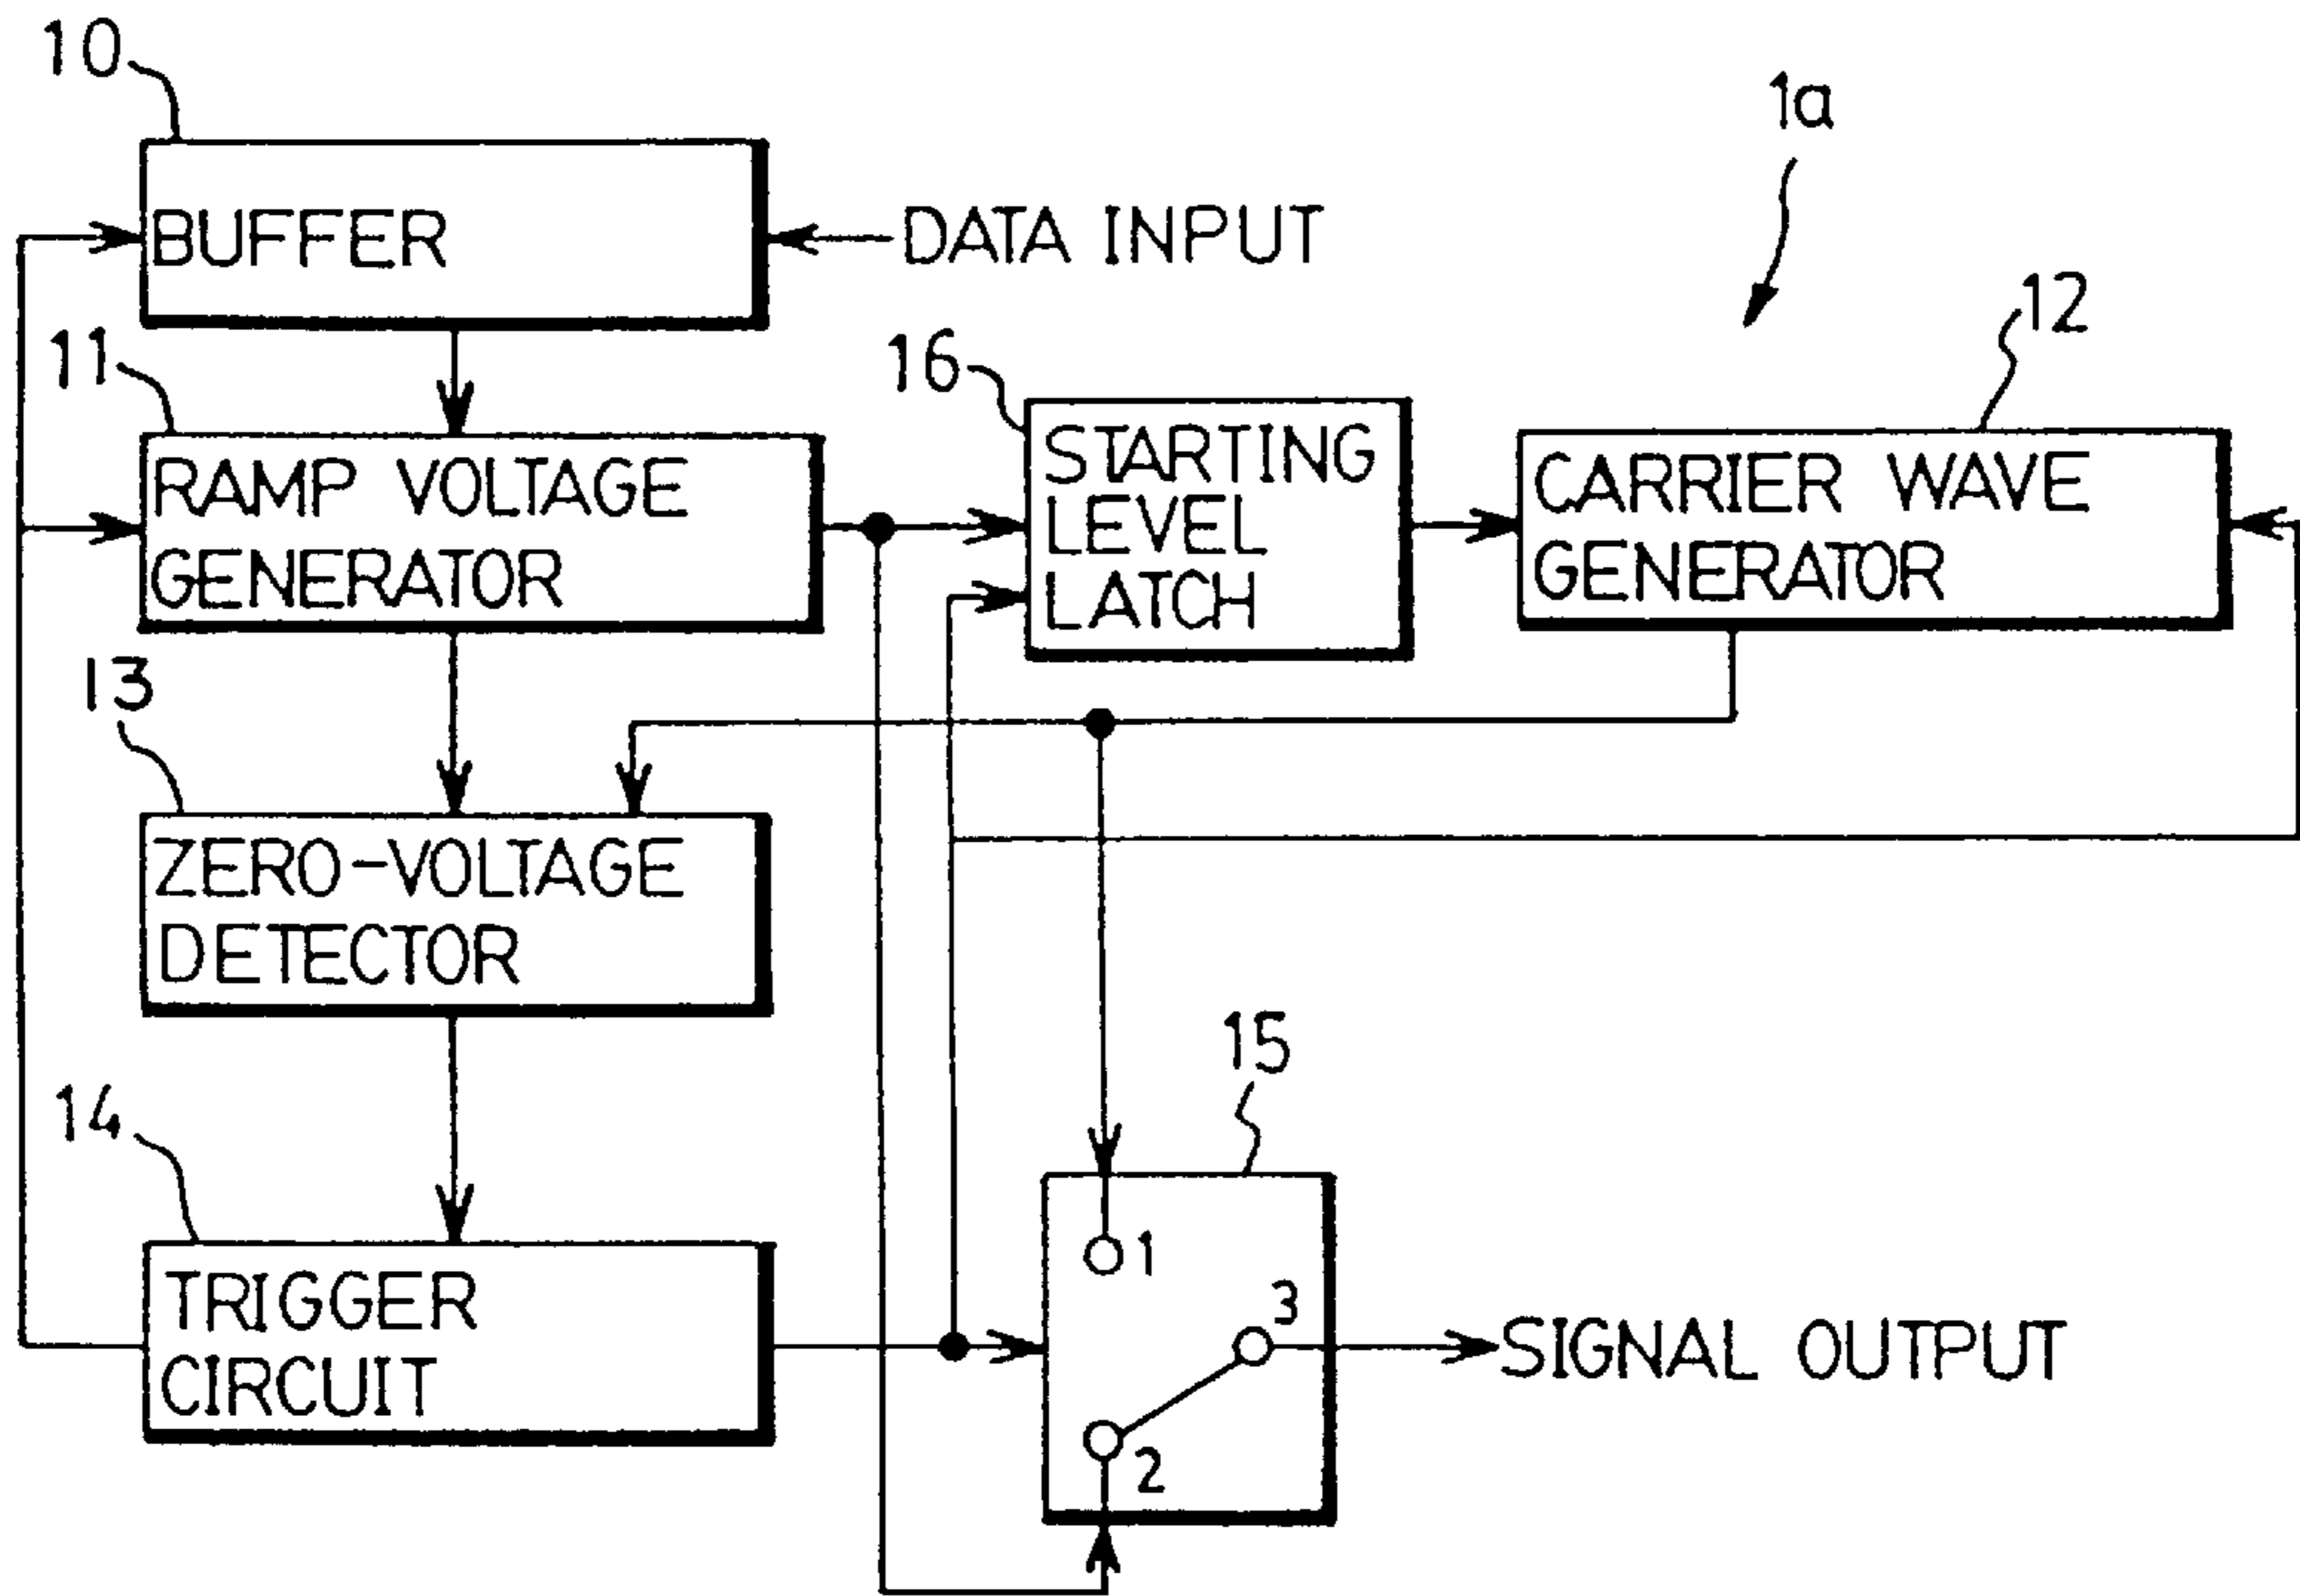 10
1a
BUFFER
DATA INPUT
12
11
16
RAMP VOLTAGE
GENERATOR
STARTING
LEVEL
LATCH
CARRIER WAVE
GENERATOR
13
ZERO-VOLTAGE
DETECTOR
15
14
1
TRIGGER
CIRCUIT
3
SIGNAL OUTPUT
2